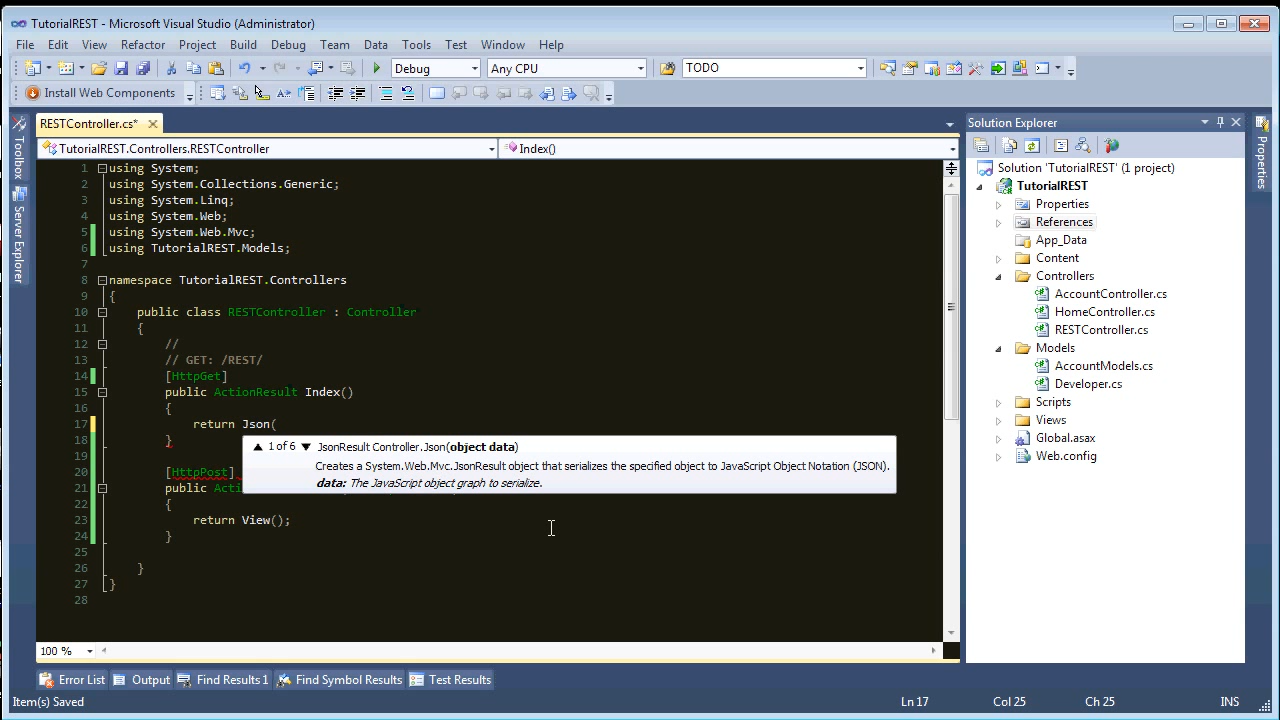 TutorialREST - Microsoft Visual Studio (Administrator)
File Edit View Refactor Project Build Debug Team Data Tools Test Window Help
Debug Any CPU TODO
Install Web Components
RESTController.cs*
TutorialREST.Controllers.RESTController Index()
1 using System;
2 using System.Collections.Generic;
3 using System.Linq;
4 using System.Web;
5 using System.Web.Mvc;
6 using TutorialREST.Models;
7
8 namespace TutorialREST.Controllers
9 {
10 public class RESTController : Controller
11 {
12 //
13 // GET: /REST/
14 [HttpGet]
15 public ActionResult Index()
16 {
17 return Json(
18 }
19
20 [HttpPost]
21 public Acti
22 {
23 return View();
24 }
25
26 }
27 }
28
1 of 6 JsonResult Controller.Json(object data)
Creates a System.Web.Mvc.JsonResult object that serializes the specified object to JavaScript Object Notation (JSON).
data: The JavaScript object graph to serialize.
100 %
Toolbox
Server Explorer
Solution Explorer
Solution 'TutorialREST' (1 project)
TutorialREST
Properties
References
App_Data
Content
Controllers
AccountController.cs
HomeController.cs
RESTController.cs
Models
AccountModels.cs
Developer.cs
Scripts
Views
Global.asax
Web.config
Properties
Error List Output Find Results 1 Find Symbol Results Test Results
Item(s) Saved Ln 17 Col 25 Ch 25 INS